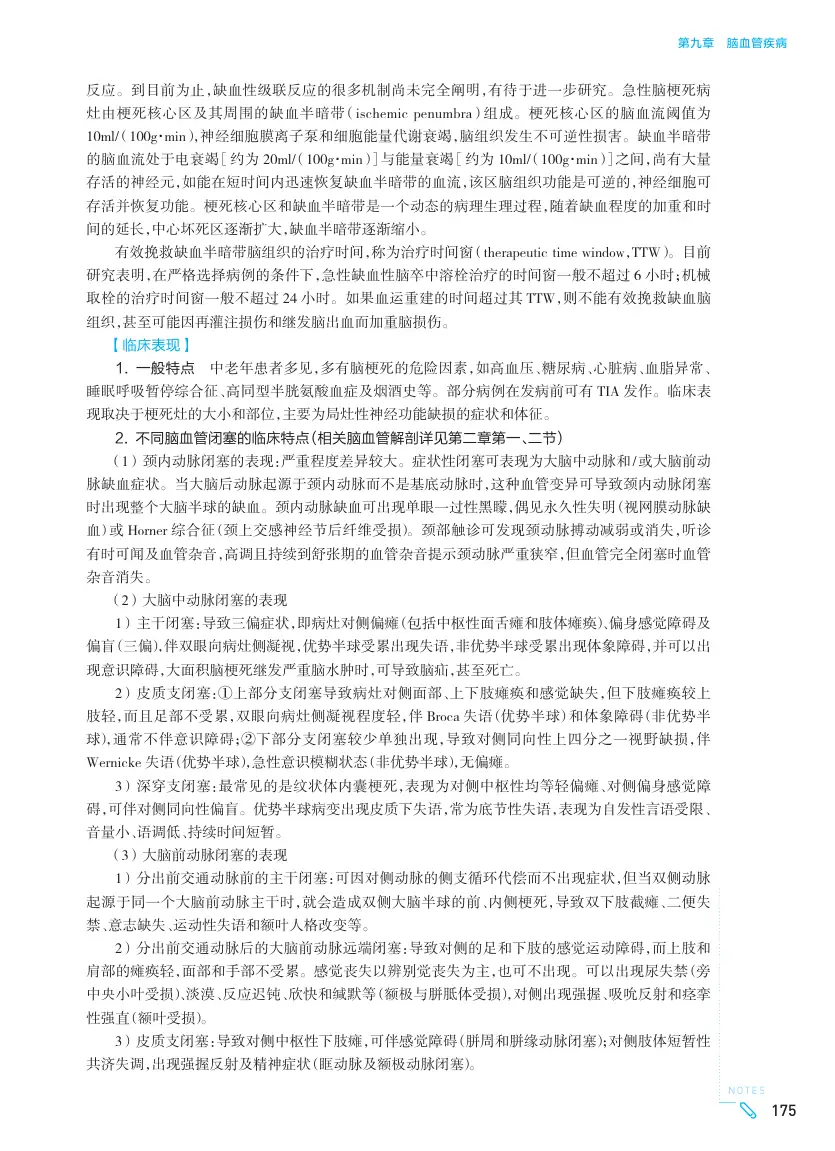 第九章　脑血管疾病
反应。到目前为止,缺血性级联反应的很多机制尚未完全阐明,有待于进一步研究。急性脑梗死病
灶由梗死核心区及其周围的缺血半暗带(ischemic penumbra)组成。梗死核心区的脑血流阈值为
10ml/(100g·min),神经细胞膜离子泵和细胞能量代谢衰竭,脑组织发生不可逆性损害。缺血半暗带
的脑血流处于电衰竭[约为 20ml/(100g·min)]与能量衰竭[约为 10ml/(100g·min)]之间,尚有大量
存活的神经元,如能在短时间内迅速恢复缺血半暗带的血流,该区脑组织功能是可逆的,神经细胞可
存活并恢复功能。梗死核心区和缺血半暗带是一个动态的病理生理过程,随着缺血程度的加重和时
间的延长,中心坏死区逐渐扩大,缺血半暗带逐渐缩小。
有效挽救缺血半暗带脑组织的治疗时间,称为治疗时间窗(therapeutic time window,TTW)。目前
研究表明,在严格选择病例的条件下,急性缺血性脑卒中溶栓治疗的时间窗一般不超过 6 小时;机械
取栓的治疗时间窗一般不超过 24 小时。如果血运重建的时间超过其 TTW,则不能有效挽救缺血脑
组织,甚至可能因再灌注损伤和继发脑出血而加重脑损伤。
【临床表现】
1. 一般特点　中老年患者多见,多有脑梗死的危险因素,如高血压、糖尿病、心脏病、血脂异常、
睡眠呼吸暂停综合征、高同型半胱氨酸血症及烟酒史等。部分病例在发病前可有 TIA 发作。临床表
现取决于梗死灶的大小和部位,主要为局灶性神经功能缺损的症状和体征。
2. 不同脑血管闭塞的临床特点(相关脑血管解剖详见第二章第一、二节)
(1)颈内动脉闭塞的表现:严重程度差异较大。症状性闭塞可表现为大脑中动脉和/或大脑前动
脉缺血症状。当大脑后动脉起源于颈内动脉而不是基底动脉时,这种血管变异可导致颈内动脉闭塞
时出现整个大脑半球的缺血。颈内动脉缺血可出现单眼一过性黑矇,偶见永久性失明(视网膜动脉缺
血)或 Horner 综合征(颈上交感神经节后纤维受损)。颈部触诊可发现颈动脉搏动减弱或消失,听诊
有时可闻及血管杂音,高调且持续到舒张期的血管杂音提示颈动脉严重狭窄,但血管完全闭塞时血管
杂音消失。
(2)大脑中动脉闭塞的表现
1)主干闭塞:导致三偏症状,即病灶对侧偏瘫(包括中枢性面舌瘫和肢体瘫痪)、偏身感觉障碍及
偏盲(三偏),伴双眼向病灶侧凝视,优势半球受累出现失语,非优势半球受累出现体象障碍,并可以出
现意识障碍,大面积脑梗死继发严重脑水肿时,可导致脑疝,甚至死亡。
2)皮质支闭塞:①上部分支闭塞导致病灶对侧面部、上下肢瘫痪和感觉缺失,但下肢瘫痪较上
肢轻,而且足部不受累,双眼向病灶侧凝视程度轻,伴 Broca 失语(优势半球)和体象障碍(非优势半
球),通常不伴意识障碍;②下部分支闭塞较少单独出现,导致对侧同向性上四分之一视野缺损,伴
Wernicke 失语(优势半球),急性意识模糊状态(非优势半球),无偏瘫。
3)深穿支闭塞:最常见的是纹状体内囊梗死,表现为对侧中枢性均等轻偏瘫、对侧偏身感觉障
碍,可伴对侧同向性偏盲。优势半球病变出现皮质下失语,常为底节性失语,表现为自发性言语受限、
音量小、语调低、持续时间短暂。
(3)大脑前动脉闭塞的表现
1)分出前交通动脉前的主干闭塞:可因对侧动脉的侧支循环代偿而不出现症状,但当双侧动脉
起源于同一个大脑前动脉主干时,就会造成双侧大脑半球的前、内侧梗死,导致双下肢截瘫、二便失
禁、意志缺失、运动性失语和额叶人格改变等。
2)分出前交通动脉后的大脑前动脉远端闭塞:导致对侧的足和下肢的感觉运动障碍,而上肢和
肩部的瘫痪轻,面部和手部不受累。感觉丧失以辨别觉丧失为主,也可不出现。可以出现尿失禁(旁
中央小叶受损)、淡漠、反应迟钝、欣快和缄默等(额极与胼胝体受损),对侧出现强握、吸吮反射和痉挛
性强直(额叶受损)。
3)皮质支闭塞:导致对侧中枢性下肢瘫,可伴感觉障碍(胼周和胼缘动脉闭塞);对侧肢体短暂性
共济失调,出现强握反射及精神症状(眶动脉及额极动脉闭塞)。
NOTES
175